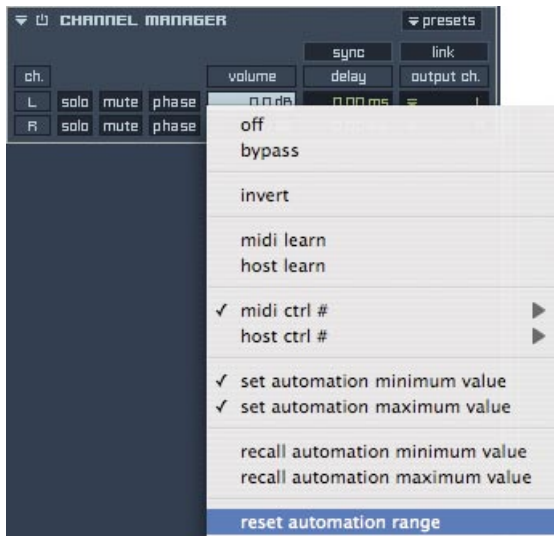 CHANNEL MANAGER presets
sync link
ch. volume delay output ch.
L solo mute phase 0.0 dB 0.00 ms L
R solo mute phase
off
bypass
invert
midi learn
host learn
✓ midi ctrl #
host ctrl #
✓ set automation minimum value
✓ set automation maximum value
recall automation minimum value
recall automation maximum value
reset automation range